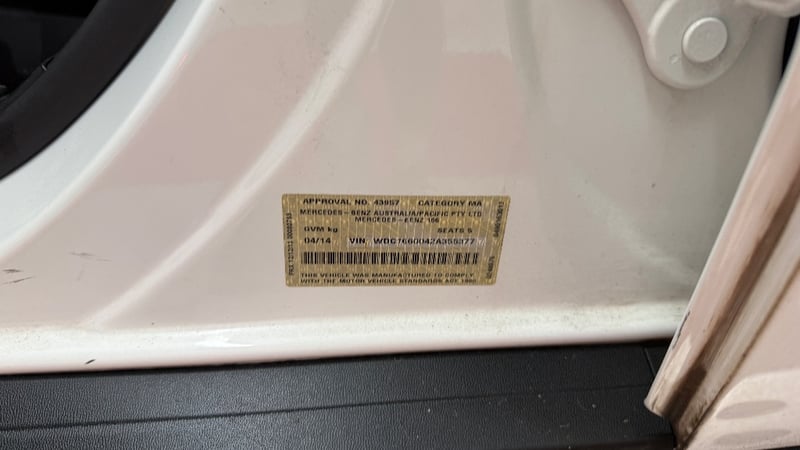 APPROVAL NO. 43957 CATEGORY MA
MERCEDES-BENZ AUSTRALIA/PACIFIC PTY LTD
MERCEDES-BENZ 166
GVM kg SEATS 5
04/14 VIN
THIS VEHICLE WAS MANUFACTURED TO COMPLY
WITH THE MOTOR VEHICLE STANDARDS ACT 1989